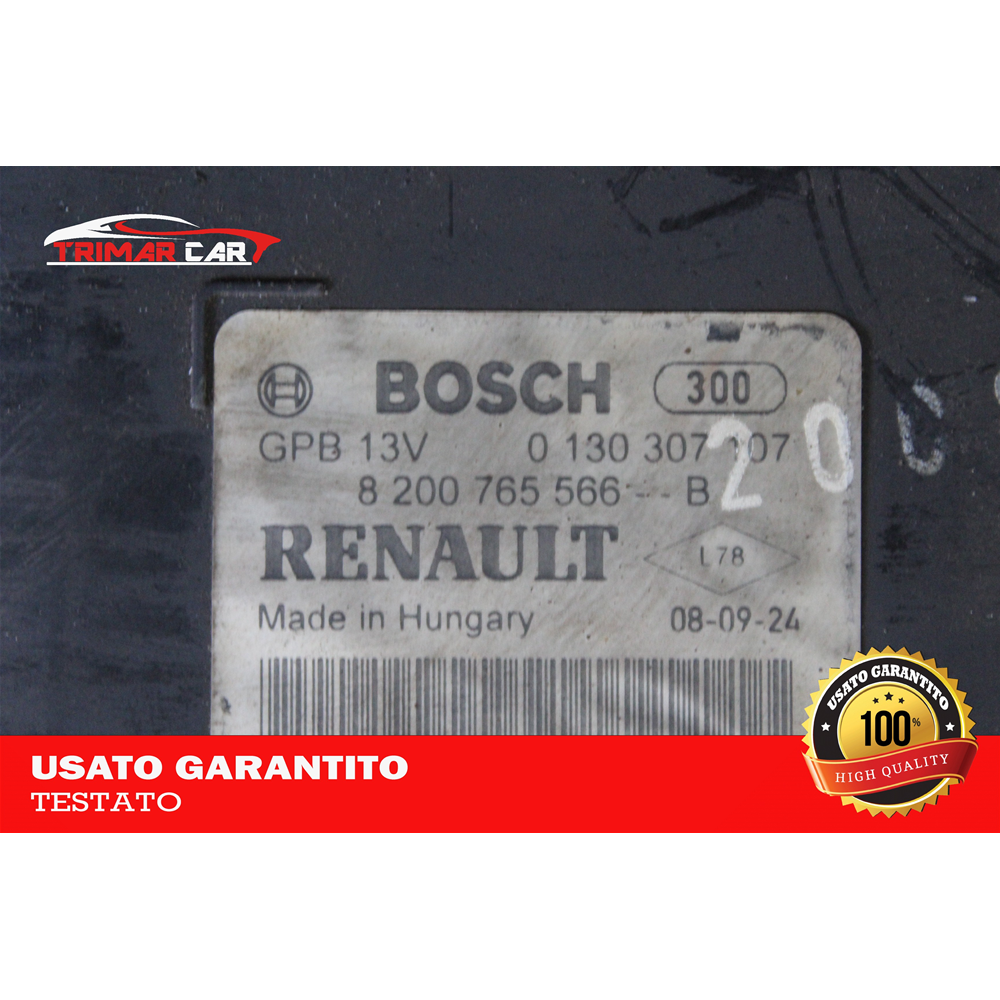 TRIMAR CAR
BOSCH 300
GPB 13V 0 130 307 107
8 200 765 566 -- B
200
RENAULT L78
Made in Hungary 08-09-24
USATO GARANTITO
100%
HIGH QUALITY
USATO GARANTITO
TESTATO